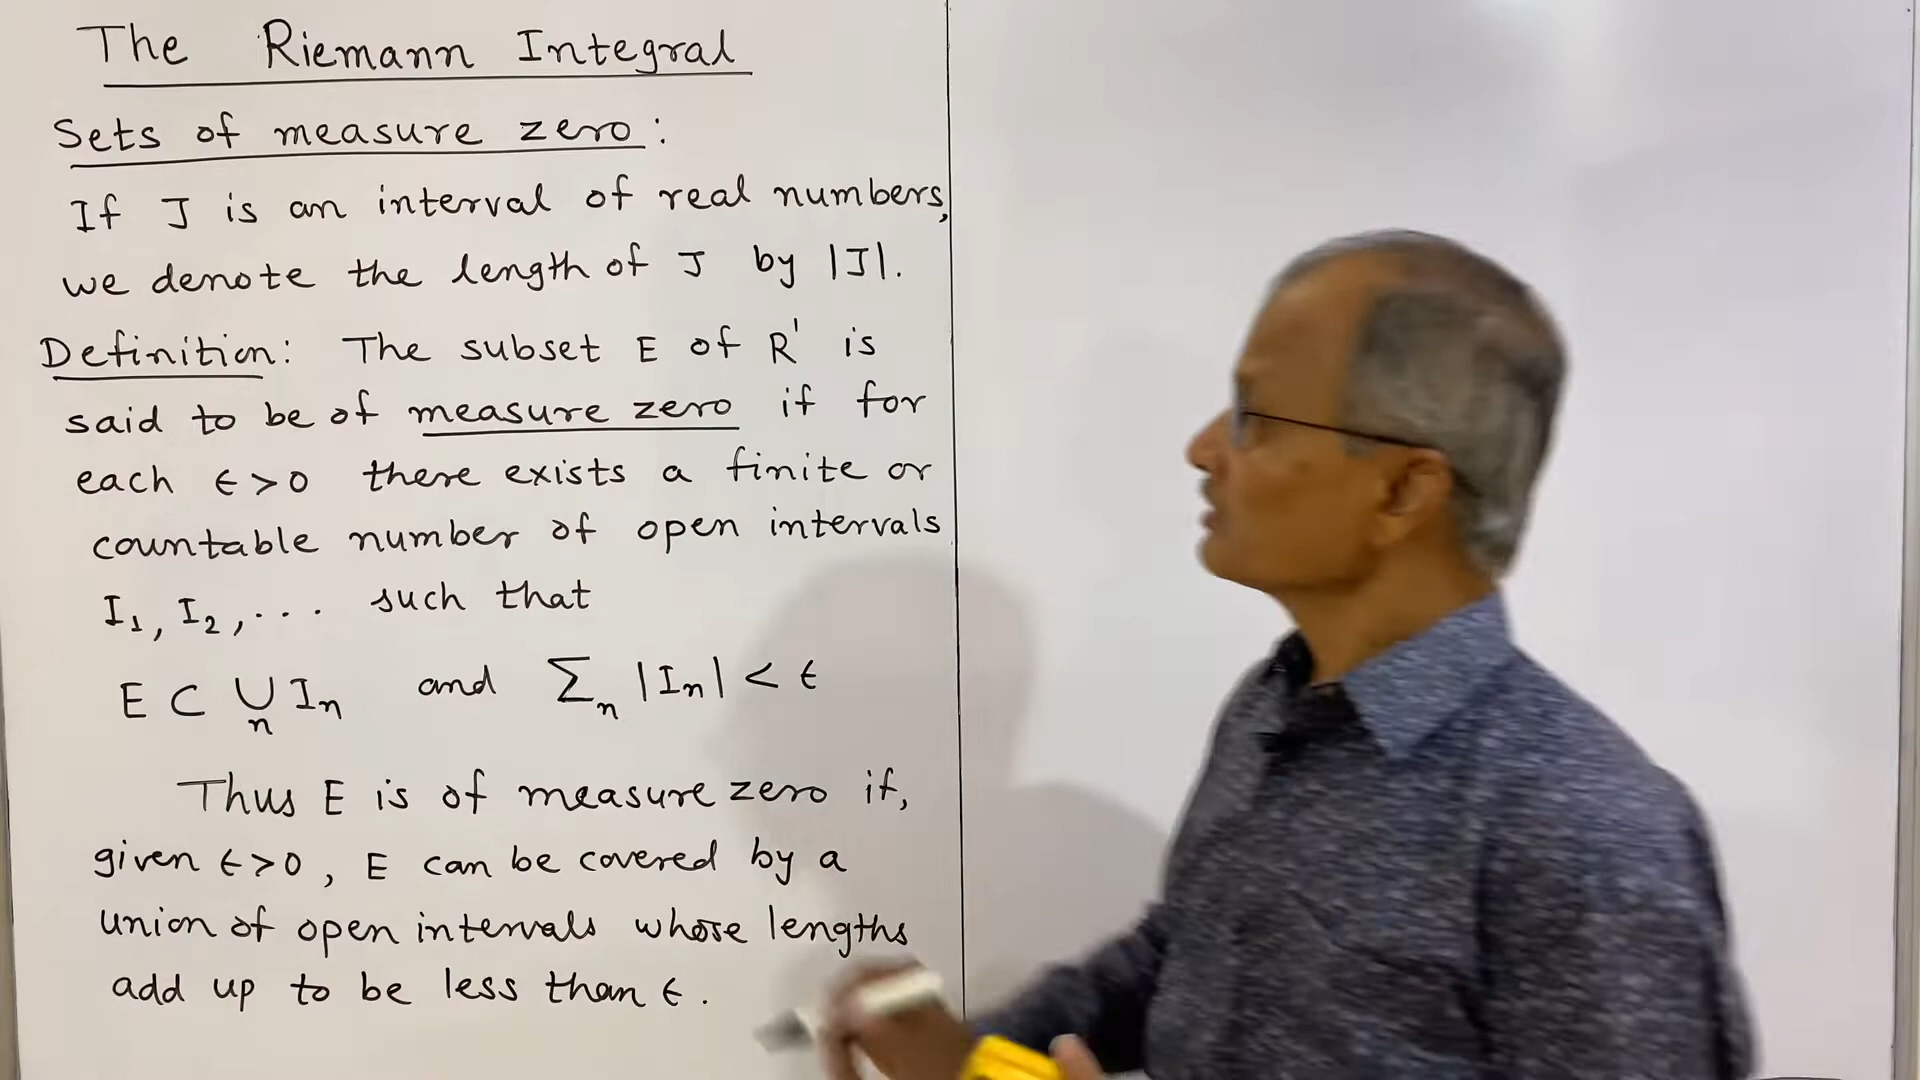 The Riemann Integral
Sets of measure zero:
If J is an interval of real numbers,
we denote the length of J by |J|.
Definition: The subset E of R' is
said to be of measure zero if for
each ϵ>0 there exists a finite or
countable number of open intervals
I₁, I₂, ... such that
E ⊂ ∪ₙ Iₙ and Σₙ |Iₙ| < ϵ
Thus E is of measure zero if,
given ϵ>0, E can be covered by a
union of open intervals whose lengths
add up to be less than ϵ.